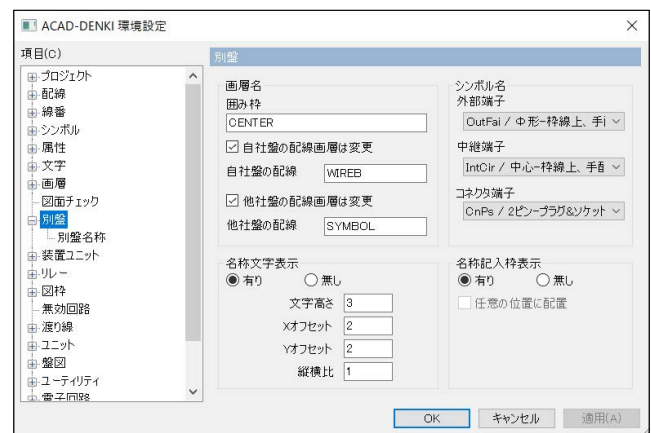 ACAD-DENKI 環境設定
項目(C)
プロジェクト
配線
線番
シンボル
属性
文字
画層
図面チェック
別盤
別盤名称
装置ユニット
リレー
図枠
無効回路
渡り線
ユニット
盤図
ユーティリティ
電子回路
別盤
画層名
囲み枠
CENTER
自社盤の配線画層は変更
自社盤の配線 WIREB
他社盤の配線画層は変更
他社盤の配線 SYMBOL
シンボル名
外部端子
OutFai / Φ形-枠線上、手
中継端子
IntCir / 中心-枠線上、手
コネクタ端子
CnPs / 2ピンープラグ&ソケット
名称文字表示
有り 無し
文字高さ 3
Xオフセット 2
Yオフセット 2
縦横比 1
名称記入枠表示
有り 無し
任意の位置に配置
OK キャンセル 適用(A)